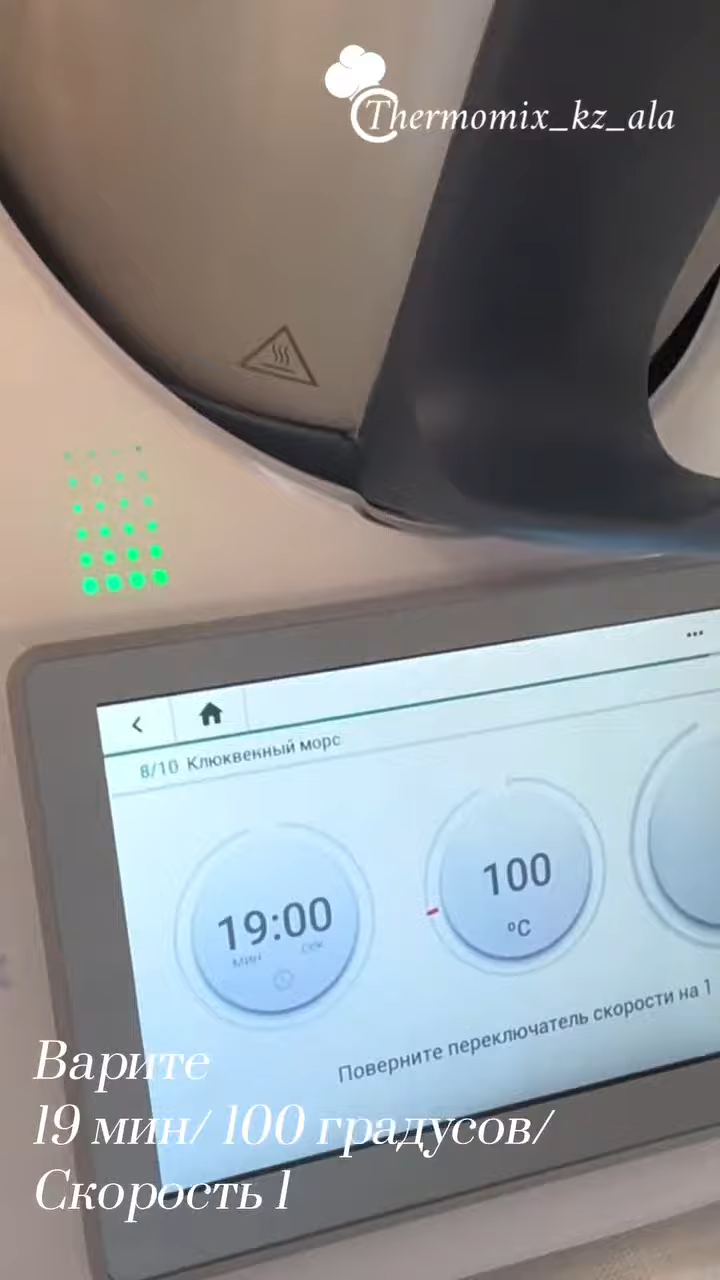 Thermomix_kz_ala
8/10 Клюквенный морс
19:00
мин сек
100
°C
Поверните переключатель скорости на 1
Варите
19 мин/ 100 градусов/
Скорость 1